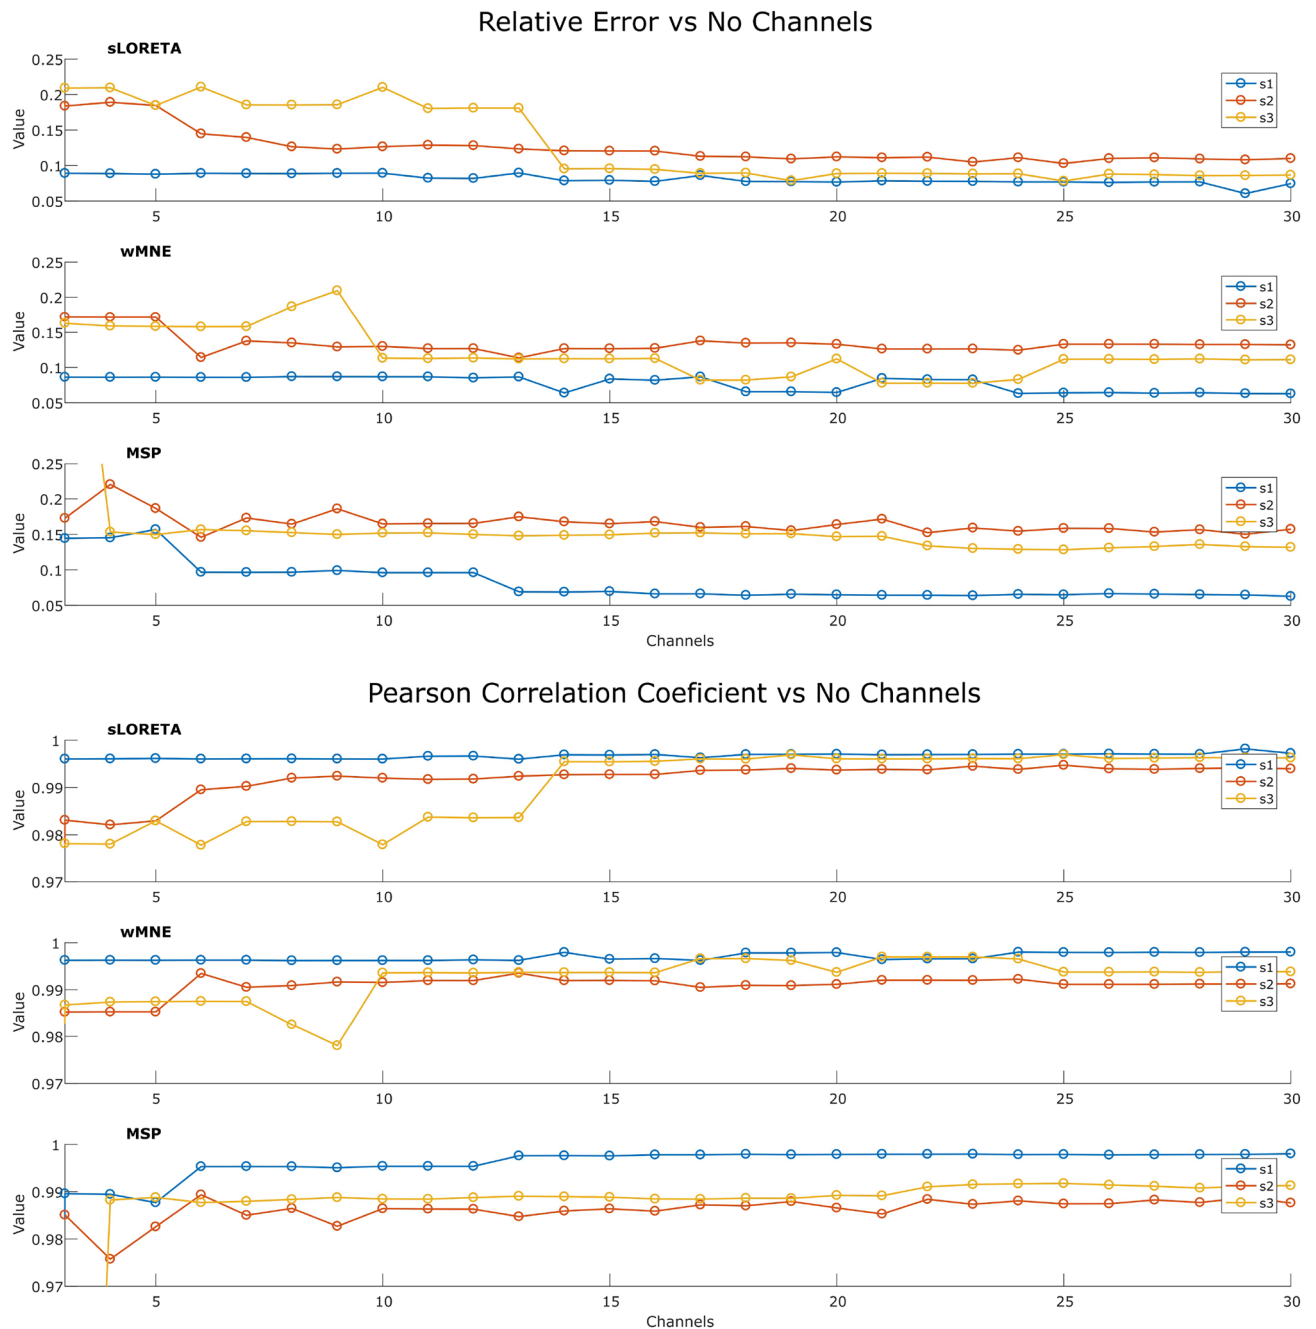 Relative Error vs No Channels
sLORETA
0.25
0.2
0.15
0.1
0.05
Value
5 10 15 20 25 30
s1
s2
s3
wMNE
0.25
0.2
0.15
0.1
0.05
Value
5 10 15 20 25 30
s1
s2
s3
MSP
0.25
0.2
0.15
0.1
0.05
Value
5 10 15 20 25 30
Channels
s1
s2
s3
Pearson Correlation Coeficient vs No Channels
sLORETA
1
0.99
0.98
0.97
Value
5 10 15 20 25 30
s1
s2
s3
wMNE
1
0.99
0.98
0.97
Value
5 10 15 20 25 30
s1
s2
s3
MSP
1
0.99
0.98
0.97
Value
5 10 15 20 25 30
Channels
s1
s2
s3